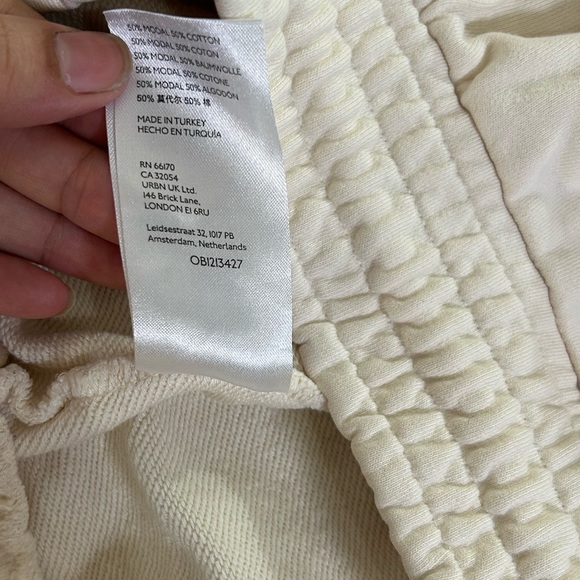 50% MODAL 50% COTTON
50% MODAL 50% COTON
50% MODAL 50% BAUMWOLLE
50% MODAL 50% COTONE
50% MODAL 50% ALGODÓN
50% 莫代尔 50% 棉
MADE IN TURKEY
HECHO EN TURQUÍA
RN 66170
CA 32054
URBN UK Ltd.
146 Brick Lane,
LONDON E1 6RU
Leidsestraat 32, 1017 PB
Amsterdam, Netherlands
OB1213427